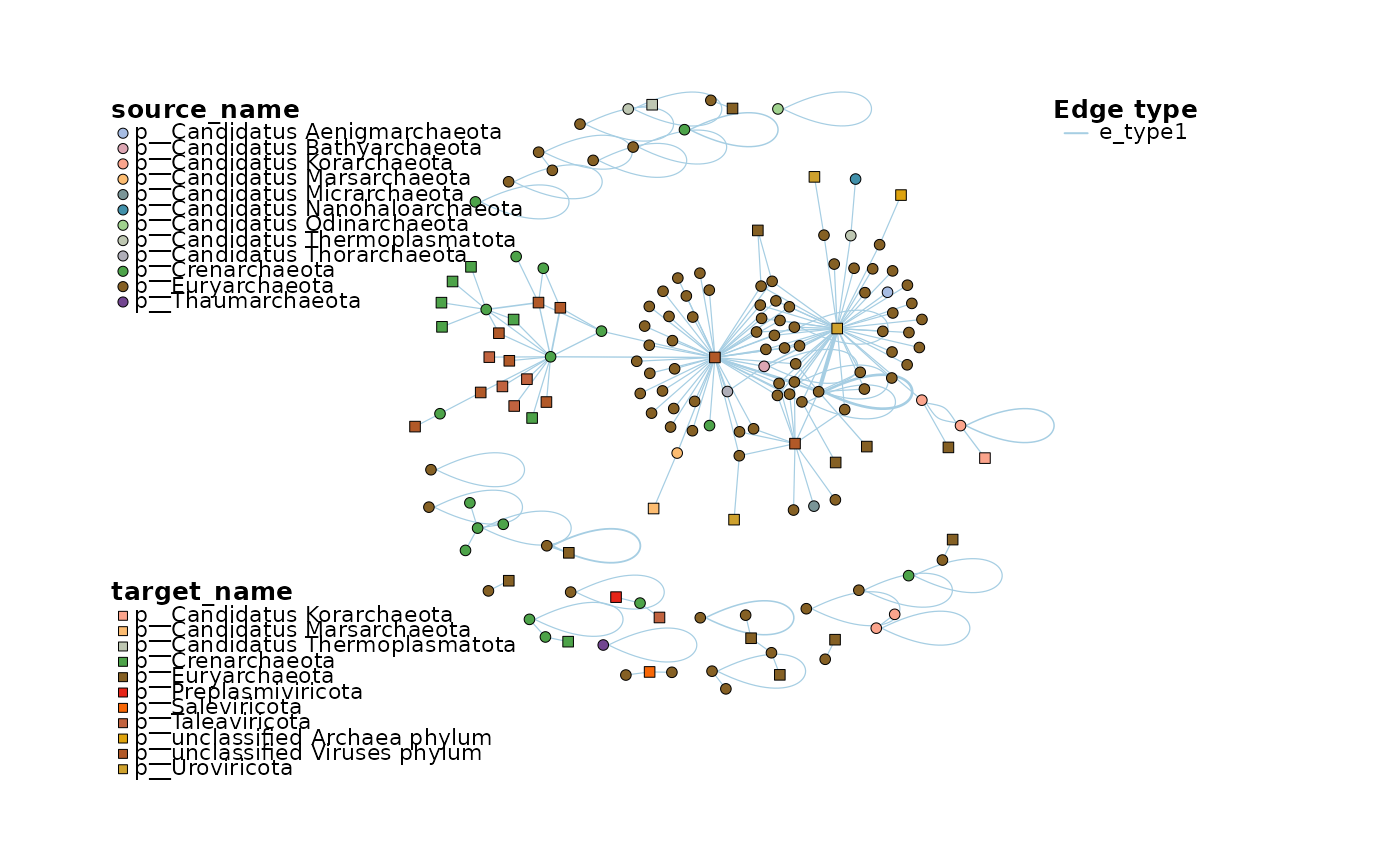 source_name
p__Candidatus Aenigmarchaeota
p__Candidatus Bathyarchaeota
p__Candidatus Korarchaeota
p__Candidatus Marsarchaeota
p__Candidatus Micrarchaeota
p__Candidatus Nanohaloarchaeota
p__Candidatus Odinarchaeota
p__Candidatus Thermoplasmatota
p__Candidatus Thorarchaeota
p__Crenarchaeota
p__Euryarchaeota
p__Thaumarchaeota
target_name
p__Candidatus Korarchaeota
p__Candidatus Marsarchaeota
p__Candidatus Thermoplasmatota
p__Crenarchaeota
p__Euryarchaeota
p__Preplasmiviricota
p__Saleviricota
p__Taleaviricota
p__unclassified Archaea phylum
p__unclassified Viruses phylum
p__Uroviricota
Edge type
e_type1